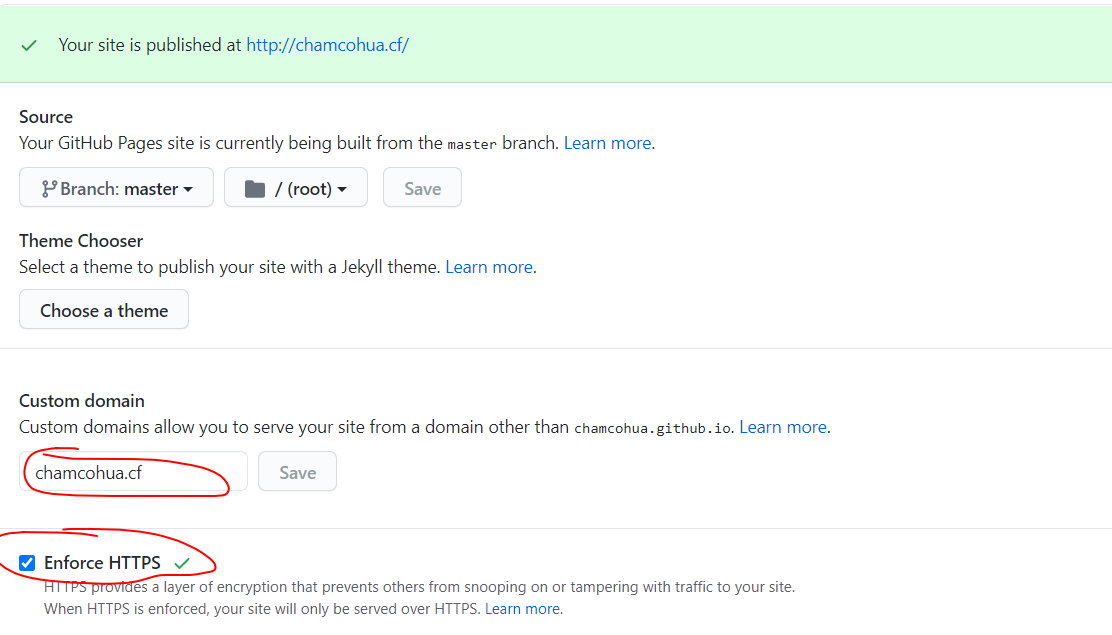 Your site is published at http://chamcohua.cf/
Source
Your GitHub Pages site is currently being built from the master branch. Learn more.
Branch: master / (root) Save
Theme Chooser
Select a theme to publish your site with a Jekyll theme. Learn more.
Choose a theme
Custom domain
Custom domains allow you to serve your site from a domain other than chamcohua.github.io. Learn more.
chamcohua.cf Save
Enforce HTTPS
HTTPS provides a layer of encryption that prevents others from snooping on or tampering with traffic to your site.
When HTTPS is enforced, your site will only be served over HTTPS. Learn more.